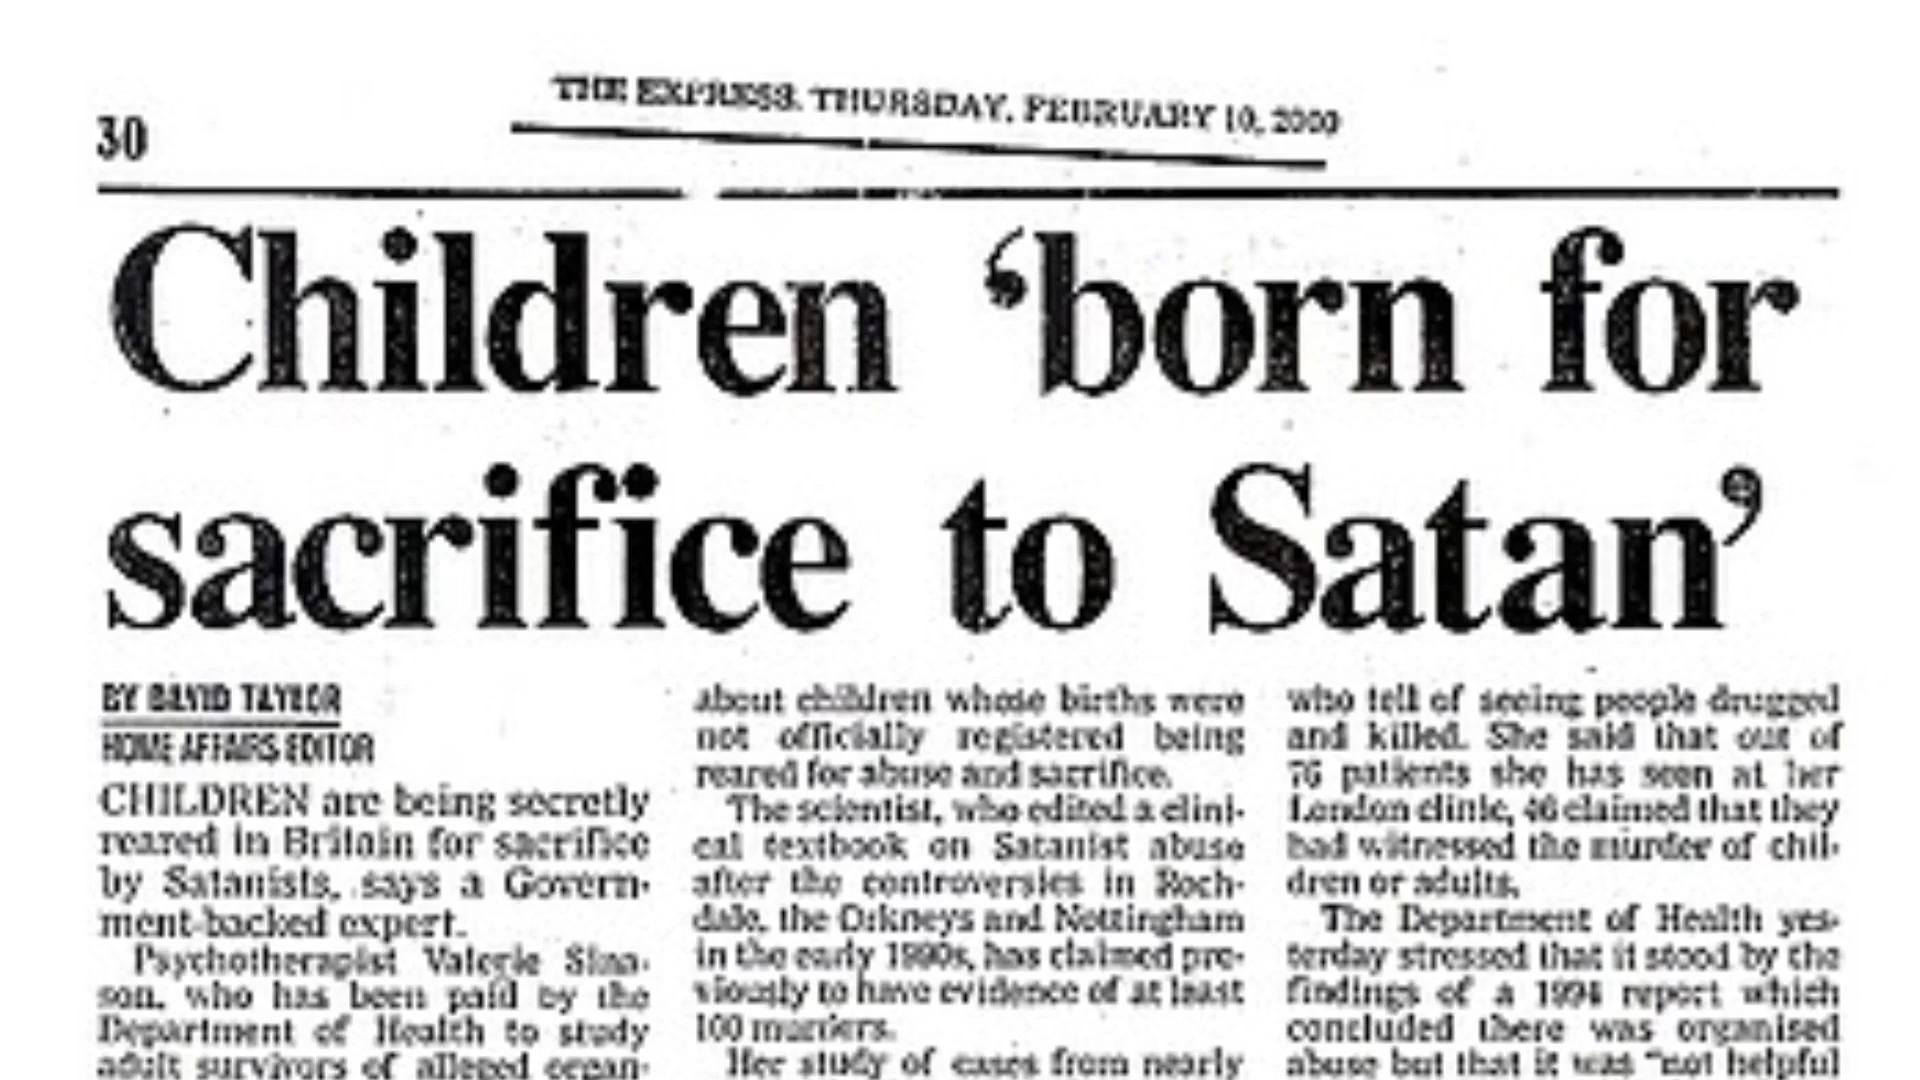 THE EXPRESS, THURSDAY, FEBRUARY 10, 2000
30
Children ‘born for
sacrifice to Satan’
BY DAVID TAYLOR
HOME AFFAIRS EDITOR
CHILDREN are being secretly
reared in Britain for sacrifice
by Satanists, says a Govern-
ment-backed expert.
Psychotherapist Valerie Sina-
son, who has been paid by the
Department of Health to study
adult survivors of alleged organ-
about children whose births were
not officially registered being
reared for abuse and sacrifice.
The scientist, who edited a clini-
cal textbook on Satanist abuse
after the controversies in Roch-
dale, the Orkneys and Nottingham
in the early 1990s, has claimed pre-
viously to have evidence of at least
100 murders.
Her study of cases from nearly
who tell of seeing people drugged
and killed. She said that out of
76 patients she has seen at her
London clinic, 46 claimed that they
had witnessed the murder of chil-
dren or adults.
The Department of Health yes-
terday stressed that it stood by the
findings of a 1994 report which
concluded there was organised
abuse but that it was “not helpful